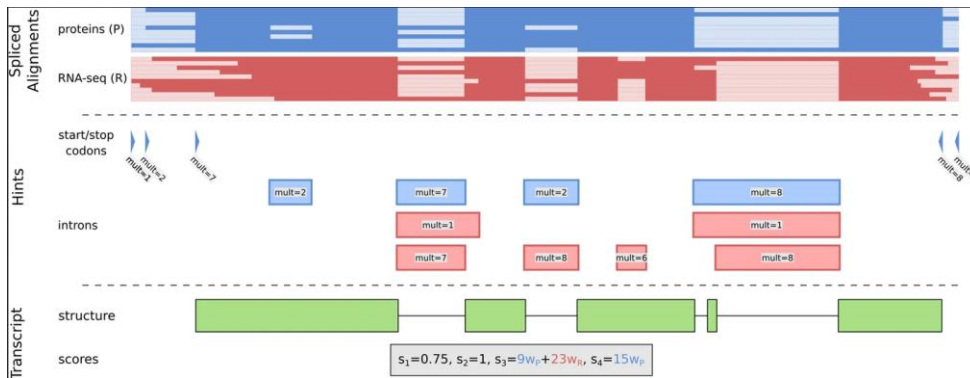 Spliced
Alignments
proteins (P)
RNA-seq (R)
Hints
start/stop
codons
mult=1
mult=2
mult=7
mult=8
mult=2
mult=7
mult=2
mult=8
introns
mult=1
mult=1
mult=7
mult=8
mult=6
mult=8
Transcript
structure
scores
s₁=0.75, s₂=1, s₃=9wₚ+23wR, s₄=15wₚ